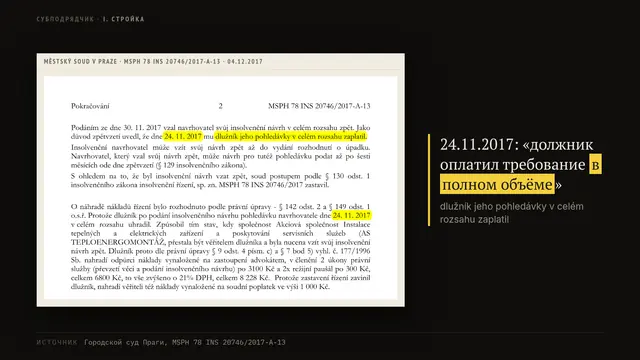 СУБПОДРЯДЧИК · I. СТРОЙКА
MĚSTSKÝ SOUD V PRAZE · MSPH 78 INS 20746/2017-A-13 · 04.12.2017
Pokračování 2 MSPH 78 INS 20746/2017-A-13
Podáním ze dne 30. 11. 2017 vzal navrhovatel svůj insolvenční návrh v celém rozsahu zpět. Jako
důvod zpětvzetí uvedl, že dne 24. 11. 2017 mu dlužník jeho pohledávky v celém rozsahu zaplatil.
Insolvenční navrhovatel může vzít svůj návrh zpět až do vydání rozhodnutí o úpadku.
Navrhovatel, který vzal svůj návrh zpět, může návrh pro tutéž pohledávku podat až po šesti
měsících ode dne zpětvzetí (§ 129 insolvenčního zákona).
S ohledem na to, že byl insolvenční návrh vzat zpět, soud postupem podle § 130 odst. 1
insolvenčního zákona insolvenční řízení, sp. zn. MSPH 78 INS 20746/2017 zastavil.
O náhradě nákladů řízení bylo rozhodnuto podle právní úpravy - § 142 odst. 2 a § 149 odst. 1
o.s.ř. Protože dlužník po podání insolvenčního návrhu pohledávku navrhovatele dne 24. 11. 2017
v celém rozsahu uhradil. Způsobil tím stav, kdy společnost Akciová společnost Instalace
tepelných a elektrických zařízení a poskytování servisních služeb (AS
TEPLOENERGOMONTÁŽ, přestala být věřitelem dlužníka a byla nucena vzít svůj insolvenční
návrh zpět. Dlužník proto dle právní úpravy § 9 odst. 4 písm. c) a § 7 bod 5) vyhl. č. 177/1996
Sb. nahradí odpůrci náklady vynaložené na zastoupení advokátem, v členění 2 úkony právní
služby (převzetí věci a podání insolvenčního návrhu) po 3100 Kč a 2x režijní paušál po 300 Kč,
celkem 6800 Kč, to vše zvýšeno o 21% DPH, celkem 8 228 Kč. Protože zastavení řízení zavinil
dlužník, nahradí věřiteli též náklady vynaložené na soudní poplatek ve výši 1 000 Kč.
24.11.2017: «должник
оплатил требование в
полном объёме»
dlužník jeho pohledávky v celém
rozsahu zaplatil
ИСТОЧНИК Городской суд Праги, MSPH 78 INS 20746/2017-A-13